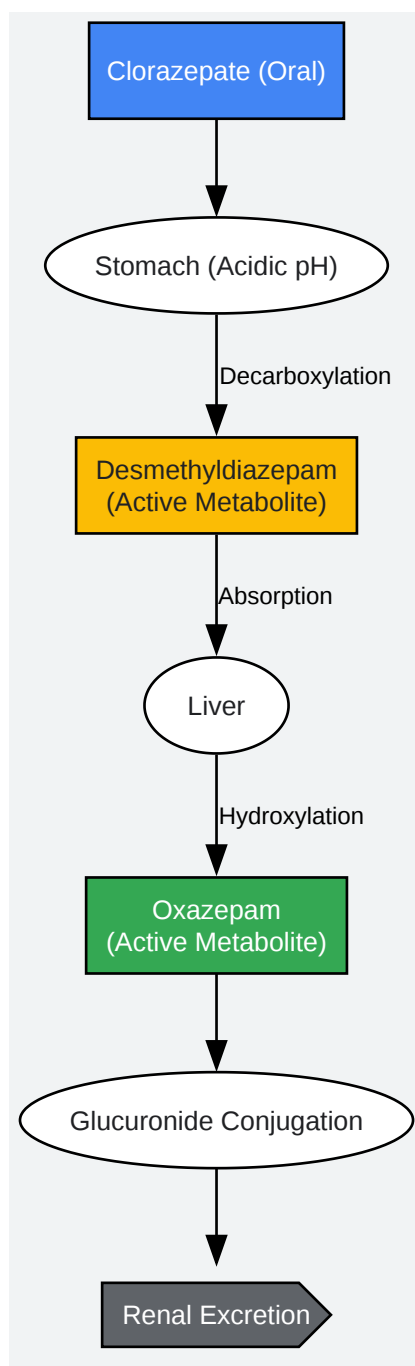 Clorazepate (Oral)
Stomach (Acidic pH)
Decarboxylation
Desmethyldiazepam
(Active Metabolite)
Absorption
Liver
Hydroxylation
Oxazepam
(Active Metabolite)
Glucuronide Conjugation
Renal Excretion